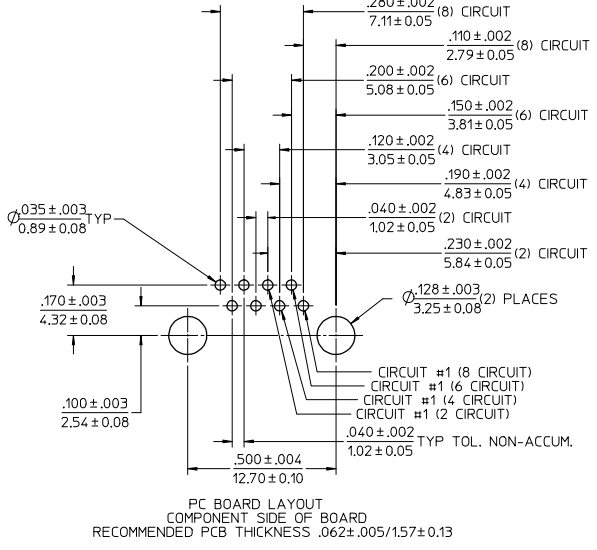 .280±.002
7.11±0.05 (8) CIRCUIT
.110±.002
2.79±0.05 (8) CIRCUIT
.200±.002
5.08±0.05 (6) CIRCUIT
.150±.002
3.81±0.05 (6) CIRCUIT
.120±.002
3.05±0.05 (4) CIRCUIT
.190±.002
4.83±0.05 (4) CIRCUIT
Ø.035±.003
0.89±0.08 TYP
.040±.002
1.02±0.05 (2) CIRCUIT
.230±.002
5.84±0.05 (2) CIRCUIT
.170±.003
4.32±0.08
Ø.128±.003
3.25±0.08 (2) PLACES
CIRCUIT #1 (8 CIRCUIT)
CIRCUIT #1 (6 CIRCUIT)
CIRCUIT #1 (4 CIRCUIT)
CIRCUIT #1 (2 CIRCUIT)
.100±.003
2.54±0.08
.040±.002
1.02±0.05 TYP TOL. NON-ACCUM.
.500±.004
12.70±0.10
PC BOARD LAYOUT
COMPONENT SIDE OF BOARD
RECOMMENDED PCB THICKNESS .062±.005/1.57±0.13